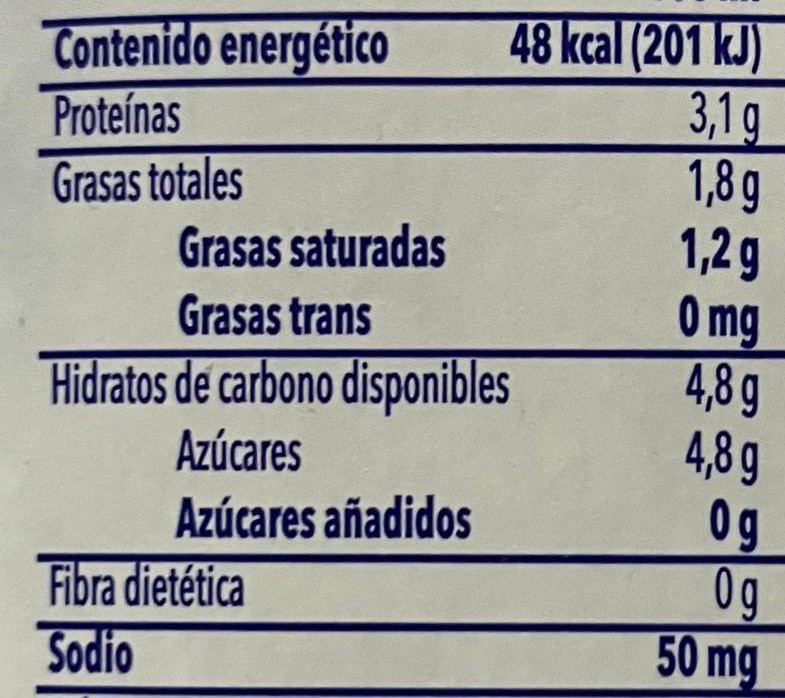 Contenido energético 48 kcal (201 kJ)
Proteínas 3,1 g
Grasas totales 1,8 g
Grasas saturadas 1,2 g
Grasas trans 0 mg
Hidratos de carbono disponibles 4,8 g
Azúcares 4,8 g
Azúcares añadidos 0 g
Fibra dietética 0 g
Sodio 50 mg